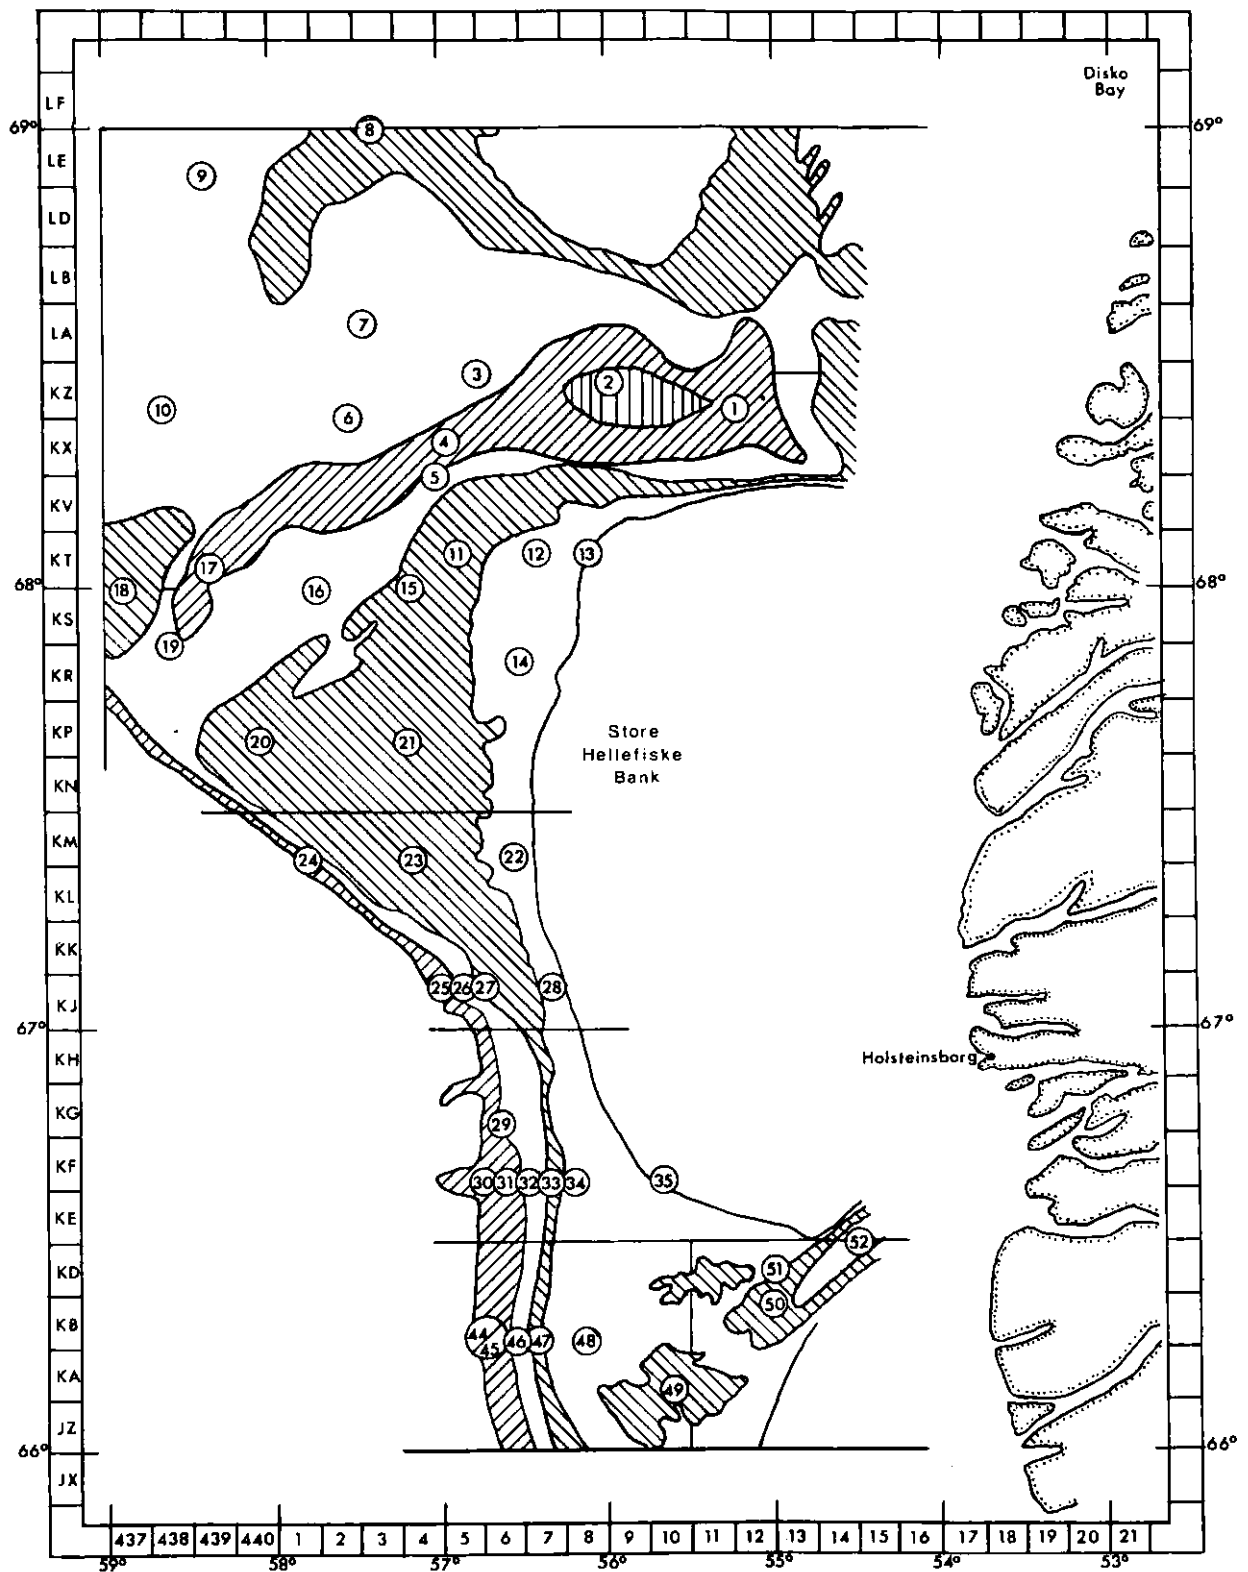 Disko
Bay
LF
69°
69°
8
LE
9
LD
LB
7
LA
3
2
KZ
10
6
1
4
KX
5
KV
11
12
13
KT
17
68°
68°
18
16
15
KS
19
14
KR
Store
Hellefiske
Bank
20
21
KP
KN
KM
24
23
22
KL
KK
25
26
27
28
KJ
67°
67°
Holsteinsborg
KH
KG
29
KF
30
31
32
33
34
35
KE
52
51
KD
50
KB
44
45
46
47
48
KA
49
JZ
66°
66°
JX
437 438 439 440 1 2 3 4 5 6 7 8 9 10 11 12 13 14 15 16 17 18 19 20 21
59° 58° 57° 56° 55° 54° 53°